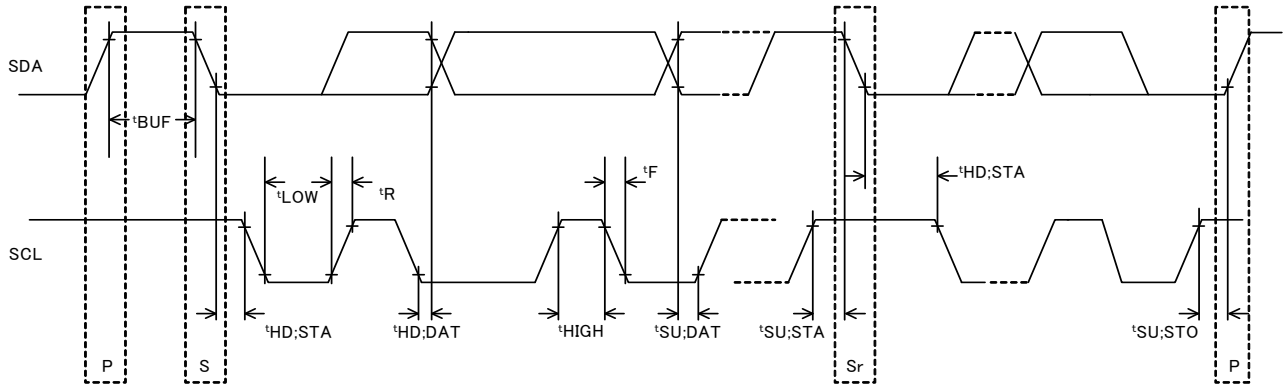 SDA
tBUF
tLOW
tR
tF
tHD;STA
SCL
tHD;STA
tHD;DAT
tHIGH
tSU;DAT
tSU;STA
tSU;STO
P
S
Sr
P